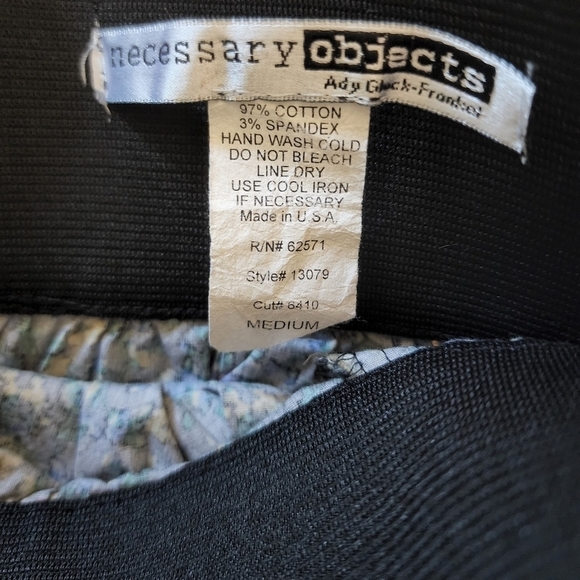 necessary objects
Ady Gluck-Frankel
97% COTTON
3% SPANDEX
HAND WASH COLD
DO NOT BLEACH
LINE DRY
USE COOL IRON
IF NECESSARY
Made in U.S.A.
R/N# 62571
Style# 13079
Cut# 6410
MEDIUM